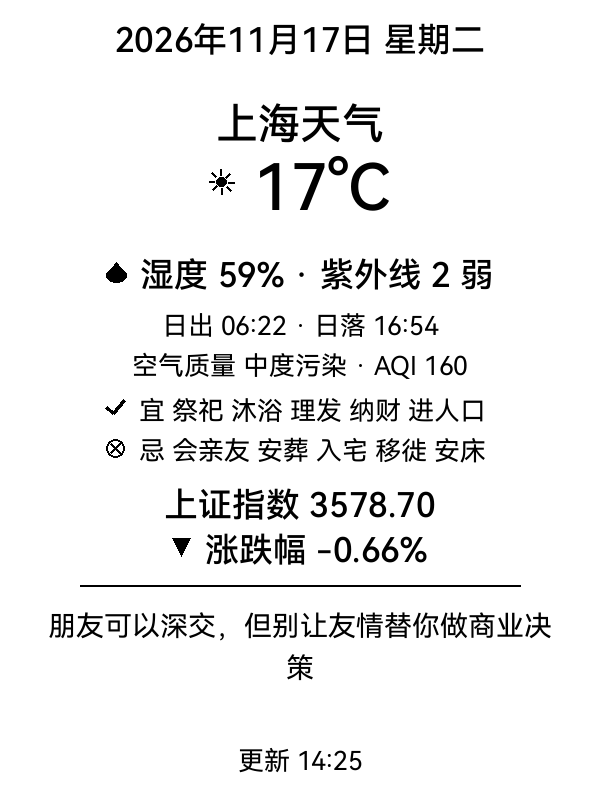 2026年11月17日 星期二
上海天气
17°C
湿度 59% · 紫外线 2 弱
日出 06:22 · 日落 16:54
空气质量 中度污染 · AQI 160
宜 祭祀 沐浴 理发 纳财 进人口
忌 会亲友 安葬 入宅 移徙 安床
上证指数 3578.70
涨跌幅 -0.66%
朋友可以深交，但别让友情替你做商业决
策
更新 14:25